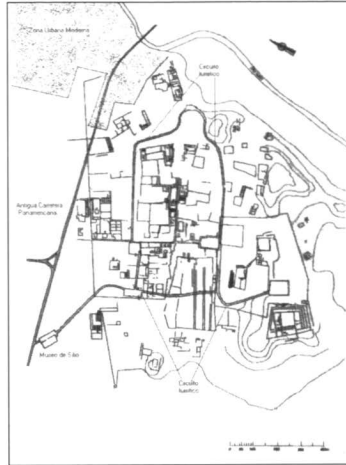 Zona Urbana Moderna
Circuito
turístico
Antigua Carretera
Panamericana
Museo de Sitio
Circuito
turístico